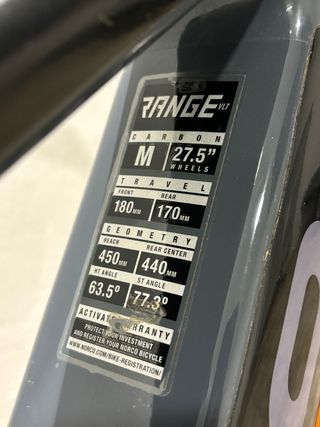 RANGE VLT
CARBON
M 27.5"
WHEELS
TRAVEL
FRONT REAR
180MM 170MM
GEOMETRY
REACH REAR CENTER
450MM 440MM
HT ANGLE ST ANGLE
63.5° 77.3°
ACTIVATE WARRANTY
PROTECT YOUR INVESTMENT
AND REGISTER YOUR NORCO BICYCLE
WWW.NORCO.COM/BIKE-REGISTRATION/